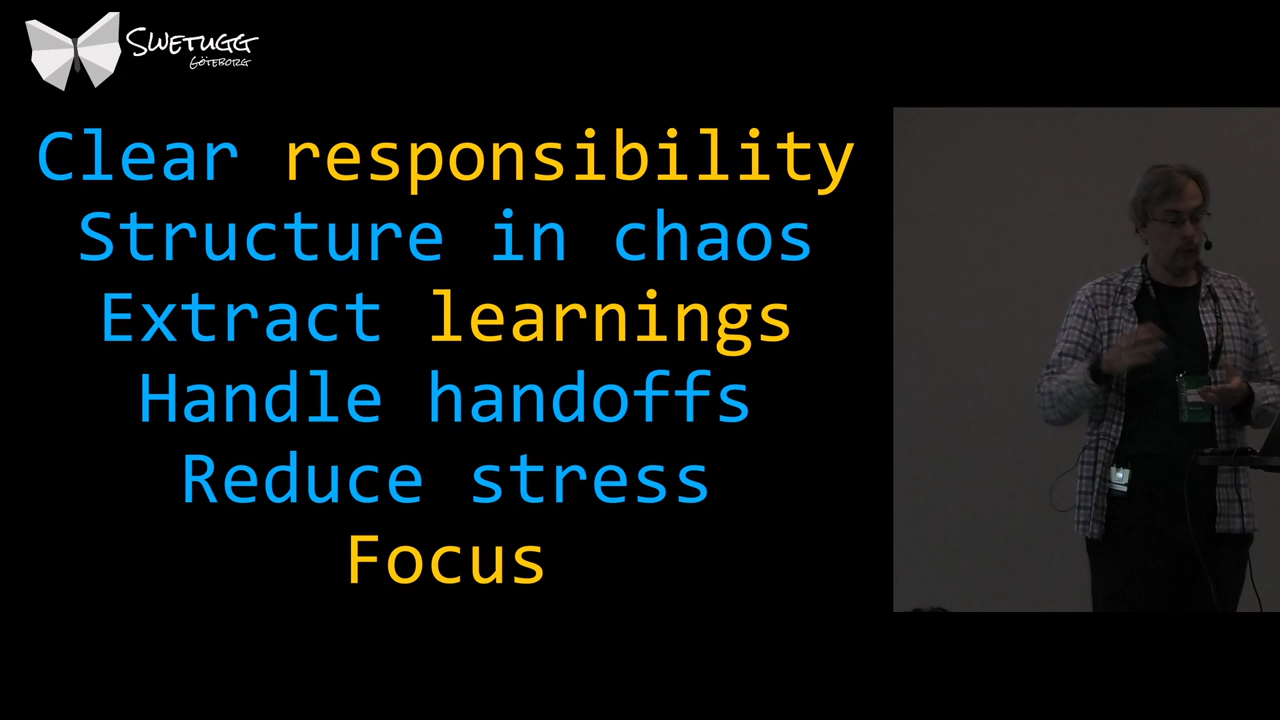 SWETUGG
GÖTEBORG
Clear responsibility
Structure in chaos
Extract learnings
Handle handoffs
Reduce stress
Focus